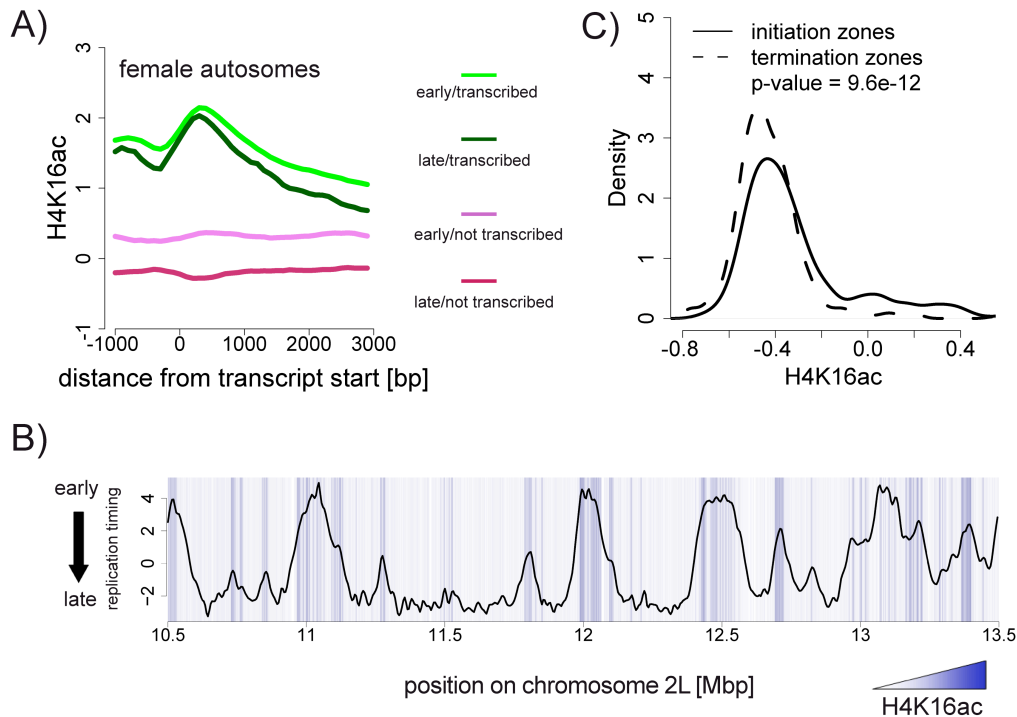 A)
female autosomes
H4K16ac
3
2
1
0
-1
-1000
0
1000
2000
3000
distance from transcript start [bp]
early/transcribed
late/transcribed
early/not transcribed
late/not transcribed
C)
initiation zones
termination zones
p-value = 9.6e-12
Density
5
4
3
2
1
0
-0.8
-0.4
0.0
0.4
H4K16ac
B)
early
late
replication timing
4
2
0
−2
10.5
11
11.5
12
12.5
13
13.5
position on chromosome 2L [Mbp]
H4K16ac